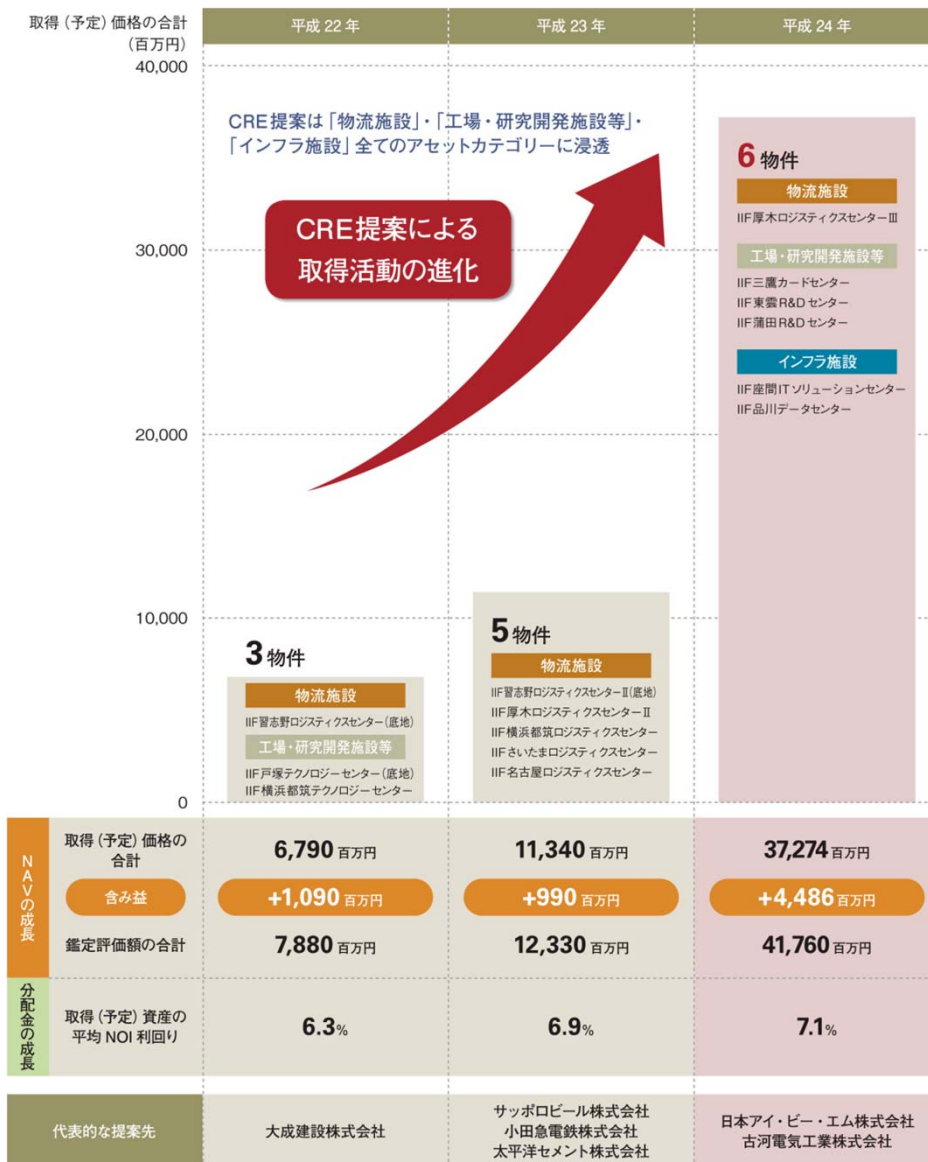 取得(予定)価格の合計
(百万円)
平成22年
平成23年
平成24年
40,000
30,000
20,000
10,000
0
CRE提案は「物流施設」・「工場・研究開発施設等」・
「インフラ施設」全てのアセットカテゴリーに浸透
CRE提案による
取得活動の進化
3物件
物流施設
IIF習志野ロジスティクスセンター(底地)
工場・研究開発施設等
IIF戸塚テクノロジーセンター(底地)
IIF横浜都筑テクノロジーセンター
5物件
物流施設
IIF習志野ロジスティクスセンターⅡ(底地)
IIF厚木ロジスティクスセンターⅡ
IIF横浜都筑ロジスティクスセンター
IIFさいたまロジスティクスセンター
IIF名古屋ロジスティクスセンター
6物件
物流施設
IIF厚木ロジスティクスセンターⅢ
工場・研究開発施設等
IIF三鷹カードセンター
IIF東雲R&Dセンター
IIF蒲田R&Dセンター
インフラ施設
IIF座間ITソリューションセンター
IIF品川データセンター
NAVの成長
取得(予定)価格の
合計
6,790百万円
11,340百万円
37,274百万円
含み益
+1,090百万円
+990百万円
+4,486百万円
鑑定評価額の合計
7,880百万円
12,330百万円
41,760百万円
分配金の成長
取得(予定)資産の
平均NOI利回り
6.3%
6.9%
7.1%
代表的な提案先
大成建設株式会社
サッポロビール株式会社
小田急電鉄株式会社
太平洋セメント株式会社
日本アイ・ビー・エム株式会社
古河電気工業株式会社